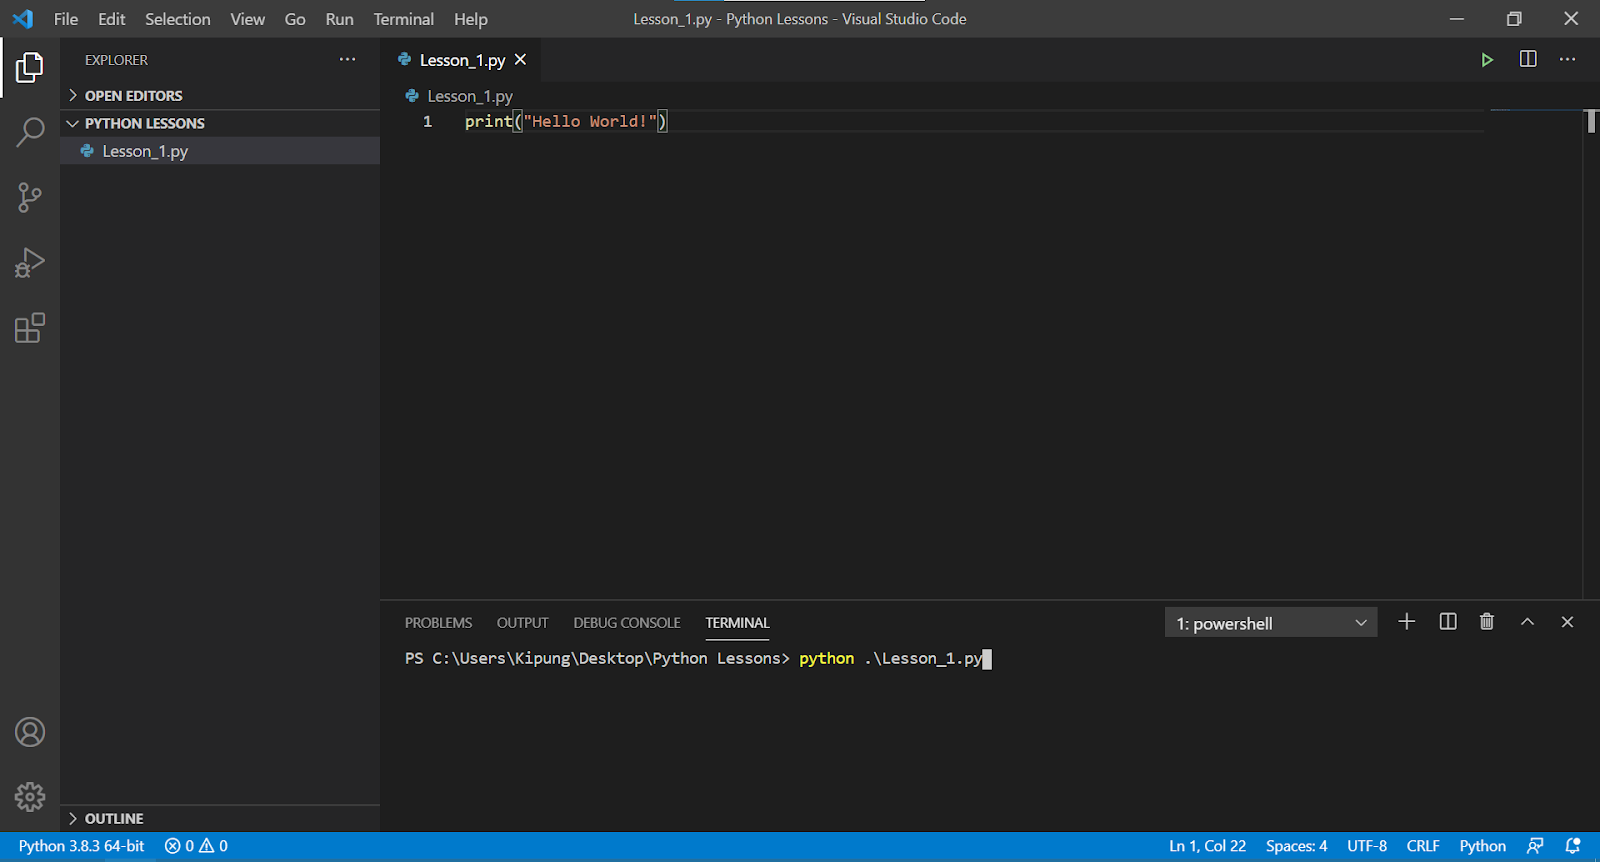 File Edit Selection View Go Run Terminal Help Lesson_1.py - Python Lessons - Visual Studio Code
EXPLORER
OPEN EDITORS
PYTHON LESSONS
Lesson_1.py
OUTLINE
Lesson_1.py
Lesson_1.py
1 print("Hello World!")
PROBLEMS OUTPUT DEBUG CONSOLE TERMINAL 1: powershell
PS C:\Users\Kipung\Desktop\Python Lessons> python .\Lesson_1.py
Python 3.8.3 64-bit 0 0 Ln 1, Col 22 Spaces: 4 UTF-8 CRLF Python